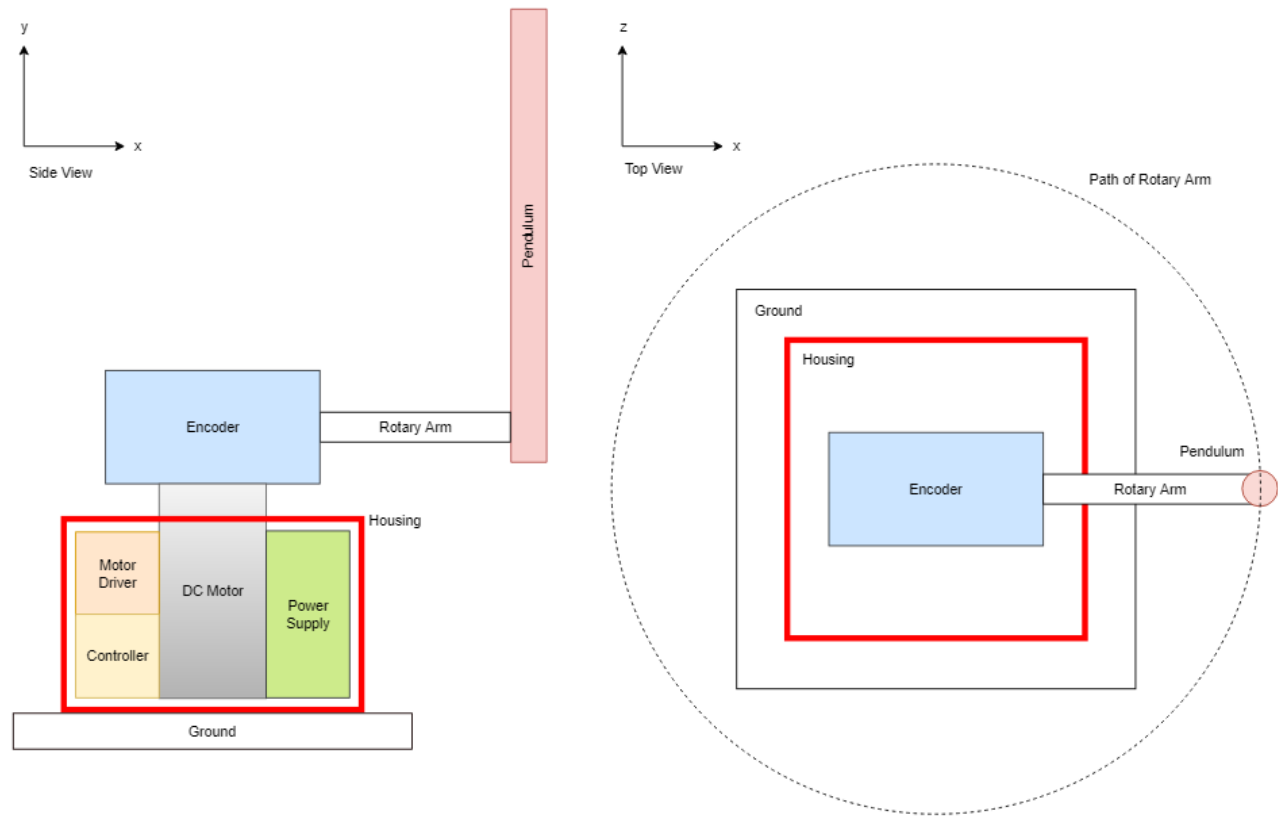 y
x
Side View
Pendulum
Encoder
Rotary Arm
Housing
Motor
Driver
DC Motor
Power
Supply
Controller
Ground
z
x
Top View
Path of Rotary Arm
Ground
Housing
Pendulum
Encoder
Rotary Arm